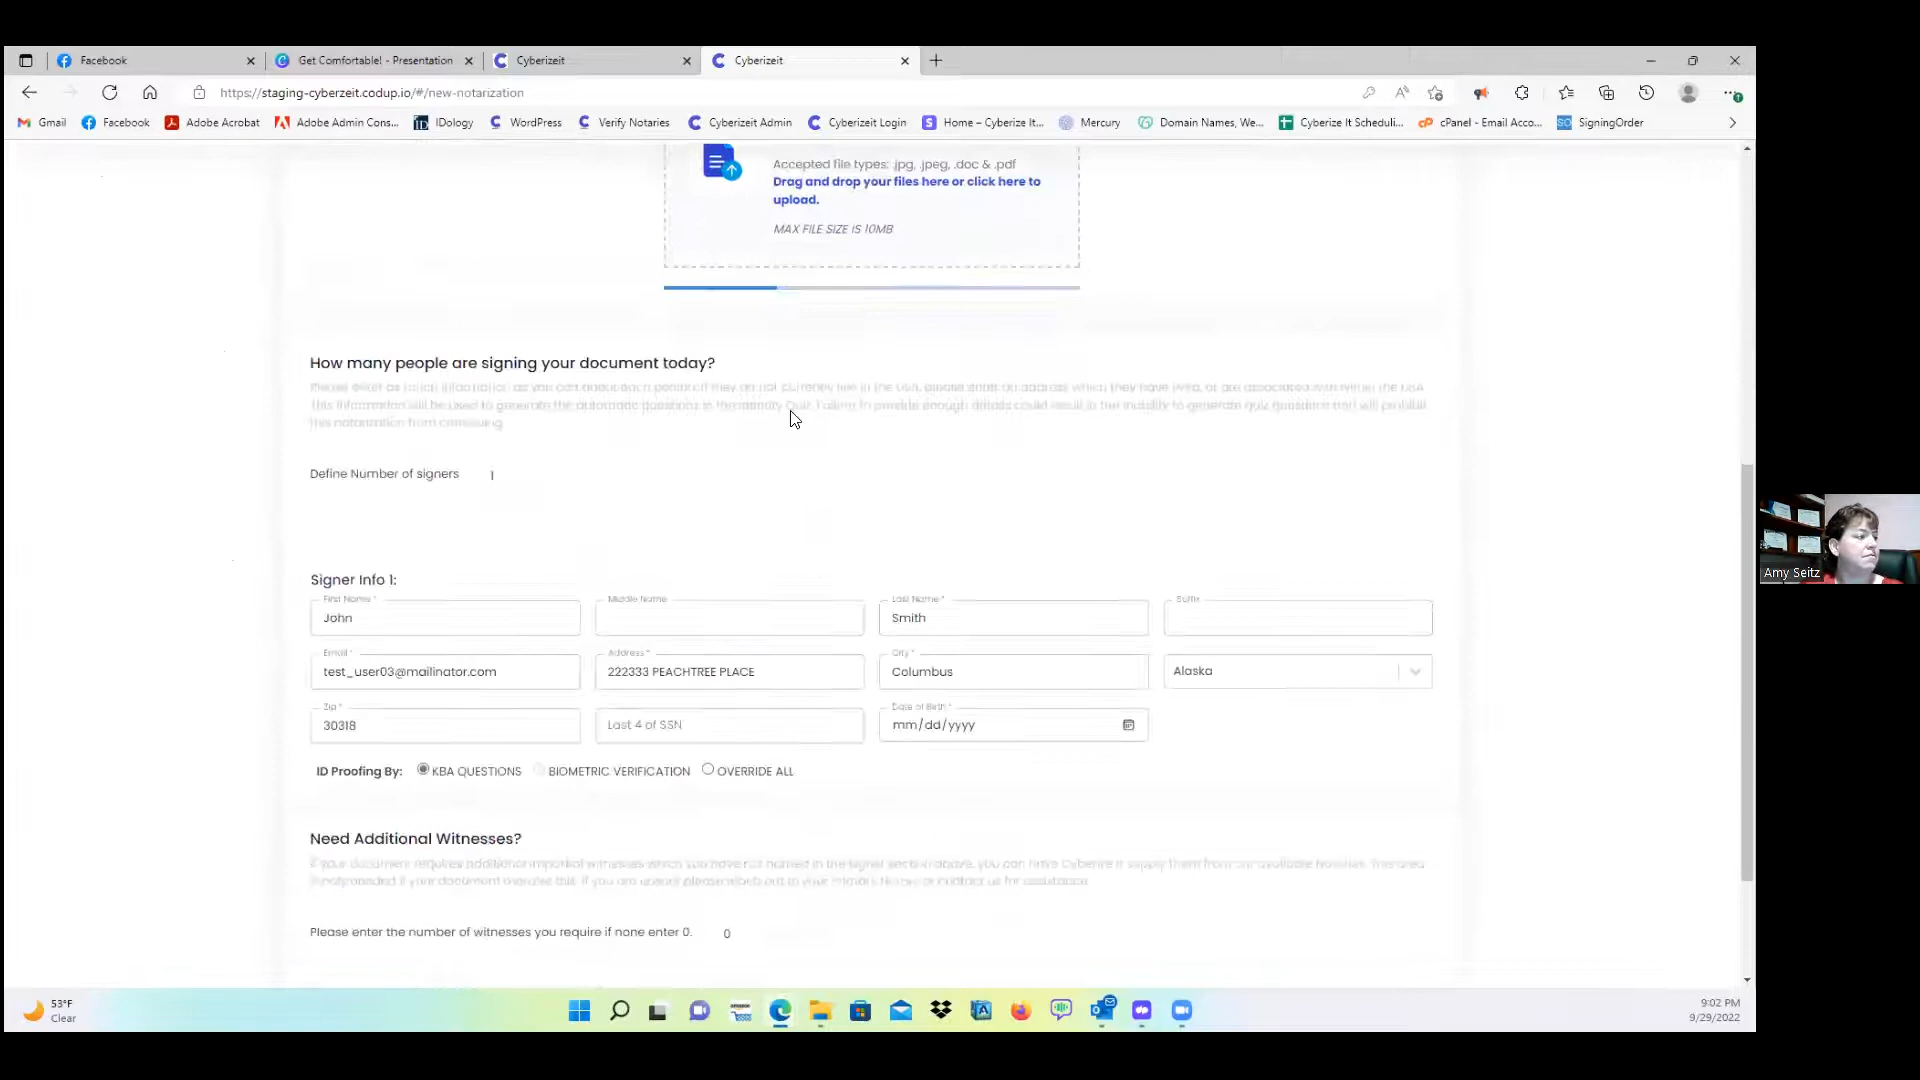 Facebook
Get Comfortable! - Presentation
Cyberizeit
Cyberizeit
https://staging-cyberzeit.codup.io/#/new-notarization
Gmail
Facebook
Adobe Acrobat
Adobe Admin Cons...
IDology
WordPress
Verify Notaries
Cyberizeit Admin
Cyberizeit Login
Home – Cyberize It...
Mercury
Domain Names, We...
Cyberize It Scheduli...
cPanel - Email Acco...
SigningOrder
Accepted file types: .jpg, .jpeg, .doc & .pdf
Drag and drop your files here or click here to
upload.
MAX FILE SIZE IS 10MB
How many people are signing your document today?
Define Number of signers 1
Signer Info 1:
First Name *
Middle Name
Last Name *
Suffix
John
Smith
Email *
Address *
City *
test_user03@mailinator.com
222333 PEACHTREE PLACE
Columbus
Alaska
Zip *
Date of Birth *
30318
Last 4 of SSN
mm/dd/yyyy
ID Proofing By: KBA QUESTIONS BIOMETRIC VERIFICATION OVERRIDE ALL
Need Additional Witnesses?
Please enter the number of witnesses you require if none enter 0. 0
Amy Seitz
53°F
Clear
9:02 PM
9/29/2022